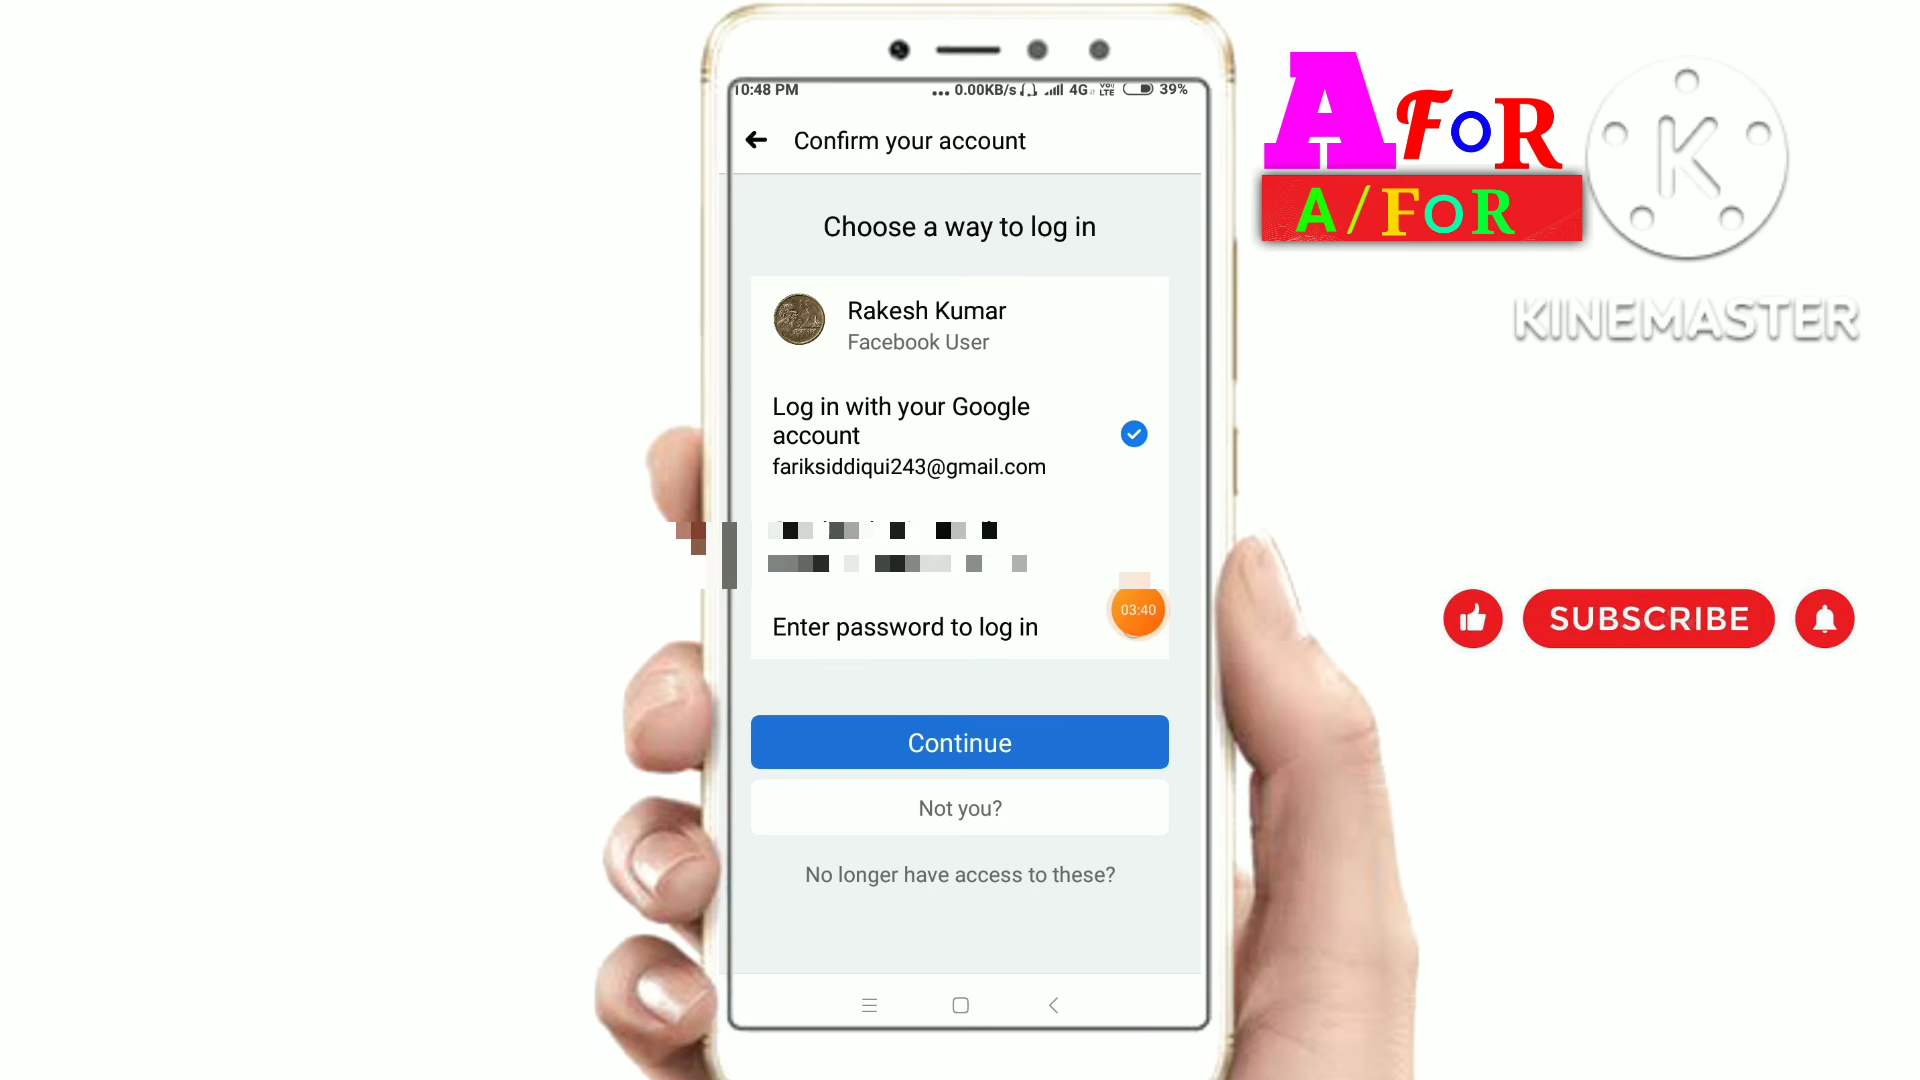 10:48 PM
0.00KB/s 4G VoLTE 39%
Confirm your account
Choose a way to log in
Rakesh Kumar
Facebook User
Log in with your Google
account
fariksiddiqui243@gmail.com
03:40
Enter password to log in
Continue
Not you?
No longer have access to these?
A FoR
A/FoR
K
KINEMASTER
SUBSCRIBE